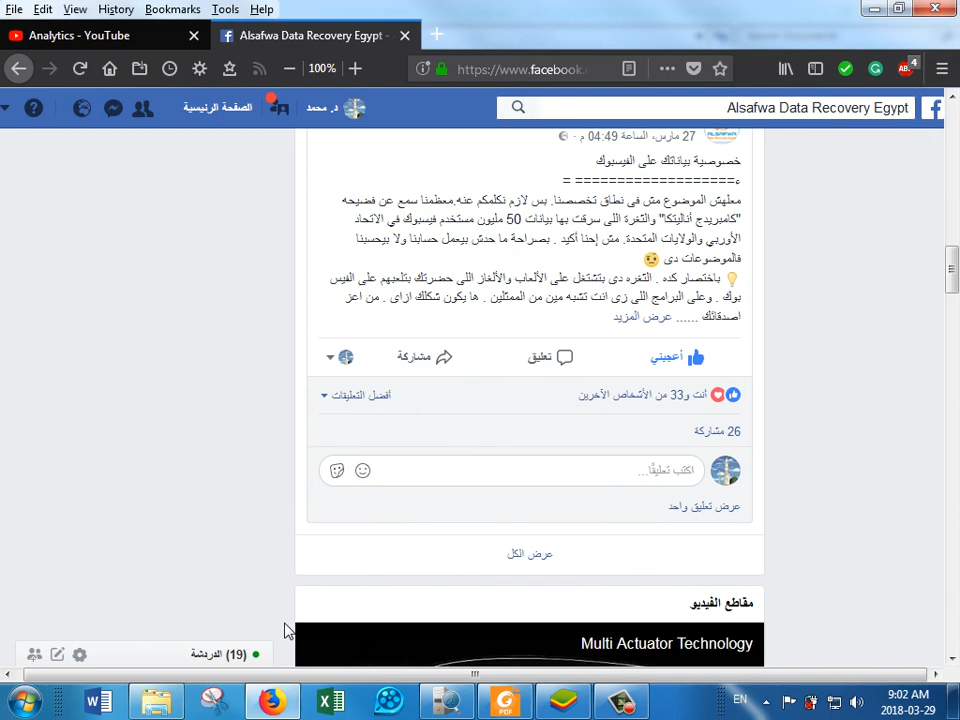 File Edit View History Bookmarks Tools Help
Analytics - YouTube
Alsafwa Data Recovery Egypt -
100%
https://www.facebook.
4
الصفحة الرئيسية
د. محمد
Alsafwa Data Recovery Egypt
ALSAFWA
27 مارس، الساعة 04:49 م ·
خصوصية بياناتك على الفيسبوك
معلهش الموضوع مش فى نطاق تخصصنا. بس لازم نكلمكم عنه.معظمنا سمع عن فضيحه
"كامبريدج أناليتكا" والثغرة اللى سرقت بها بيانات 50 مليون مستخدم فيسبوك في الاتحاد
الأوربي والولايات المتحدة. مش إحنا أكيد . بصراحة ما حدش بيعمل حسابنا ولا بيحسبنا
فالموضوعات دى
باختصار كده . الثغره دى بتشتغل على الألعاب والألغاز اللى حضرتك بتلعبهم على الفيس
بوك . وعلى البرامج اللى زى انت تشبه مين من الممثلين . ها يكون شكلك ازاى . من اعز
اصدقائك ...... عرض المزيد
أعجبني
تعليق
مشاركة
أنت و33 من الأشخاص الآخرين
أفضل التعليقات
26 مشاركة
اكتب تعليقًا...
عرض تعليق واحد
عرض الكل
مقاطع الفيديو
Multi Actuator Technology
الدردشة (19)
EN
9:02 AM
2018-03-29